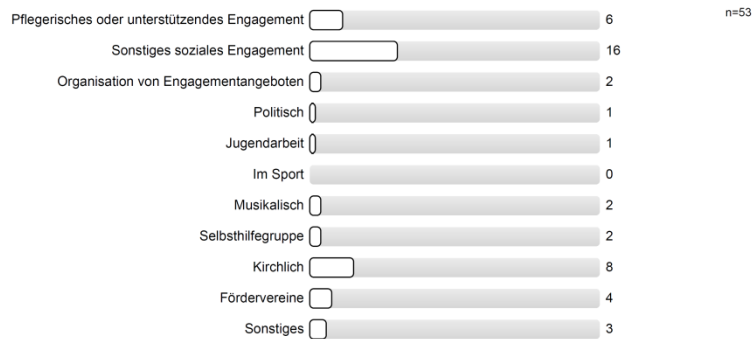 Pflegerisches oder unterstützendes Engagement 6 n=53
Sonstiges soziales Engagement 16
Organisation von Engagementangeboten 2
Politisch 1
Jugendarbeit 1
Im Sport 0
Musikalisch 2
Selbsthilfegruppe 2
Kirchlich 8
Fördervereine 4
Sonstiges 3